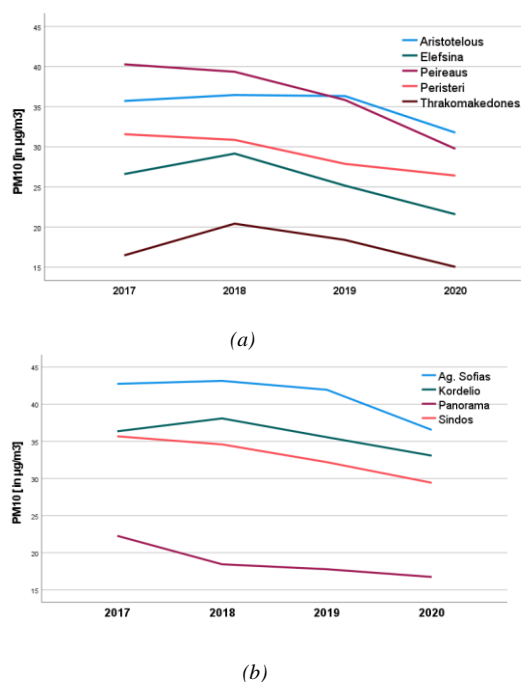 45
40
35
30
25
20
15
PM10 [in µg/m3]
Aristotelous
Elefsina
Peireaus
Peristeri
Thrakomakedones
2017 2018 2019 2020
(a)
45
40
35
30
25
20
15
PM10 [ in µg/m3]
Ag. Sofias
Kordelio
Panorama
Sindos
2017 2018 2019 2020
(b)